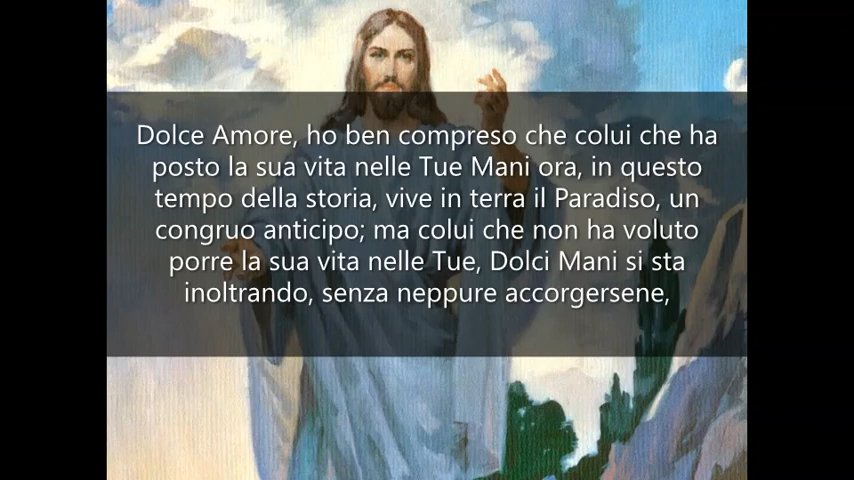 Dolce Amore, ho ben compreso che colui che ha
posto la sua vita nelle Tue Mani ora, in questo
tempo della storia, vive in terra il Paradiso, un
congruo anticipo; ma colui che non ha voluto
porre la sua vita nelle Tue, Dolci Mani si sta
inoltrando, senza neppure accorgersene,